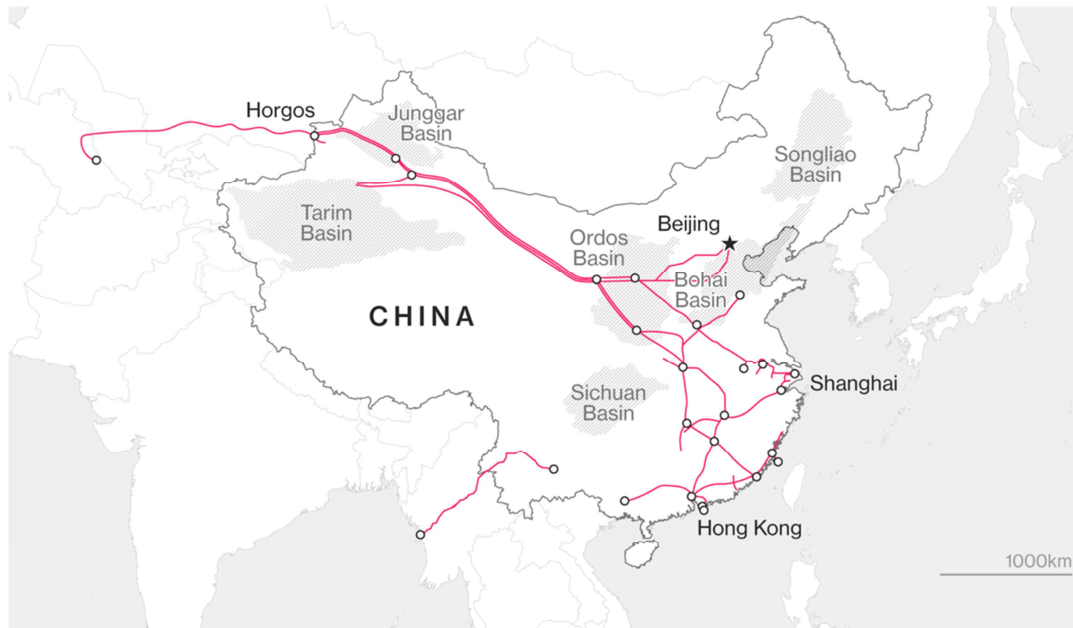 Horgos
Junggar
Basin
Songliao
Basin
Tarim
Basin
Beijing
Ordos
Basin
Bohai
Basin
CHINA
Shanghai
Sichuan
Basin
Hong Kong
1000km